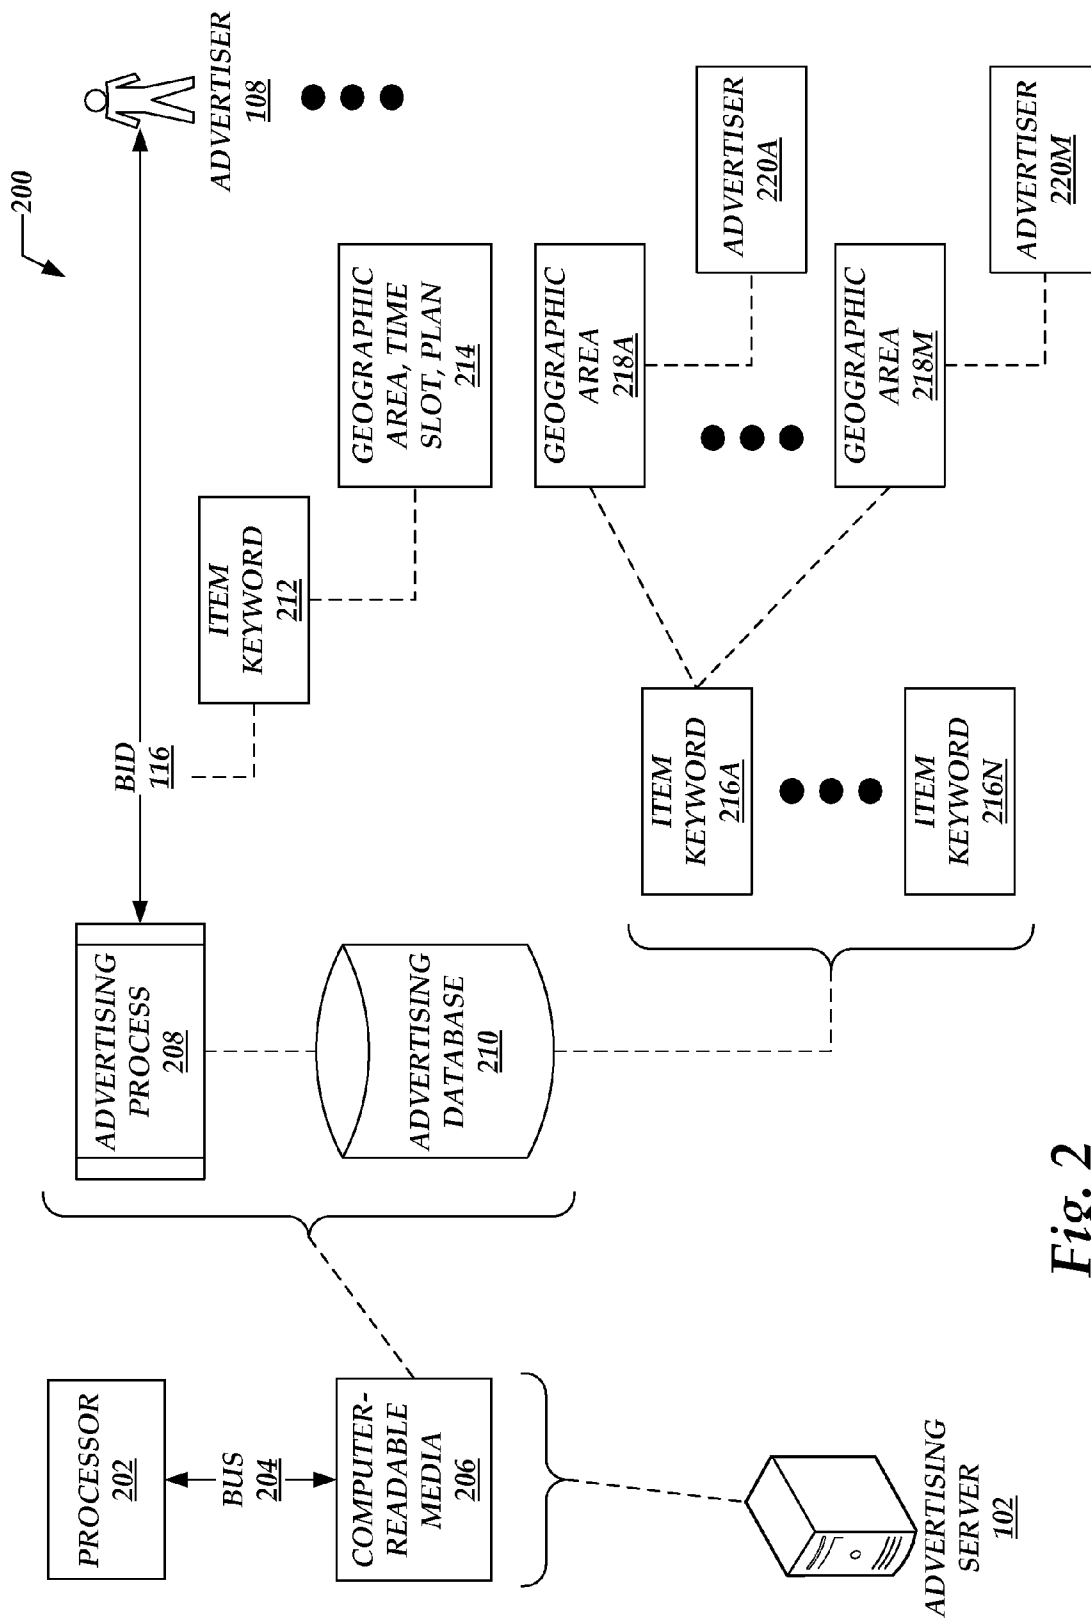 200
PROCESSOR
202
BUS
204
COMPUTER-
READABLE
MEDIA
206
ADVERTISING
SERVER
102
ADVERTISING
PROCESS
208
ADVERTISING
DATABASE
210
BID
116
ADVERTISER
108
ITEM
KEYWORD
212
GEOGRAPHIC
AREA, TIME
SLOT, PLAN
214
ITEM
KEYWORD
216A
ITEM
KEYWORD
216N
GEOGRAPHIC
AREA
218A
GEOGRAPHIC
AREA
218M
ADVERTISER
220A
ADVERTISER
220M
Fig. 2